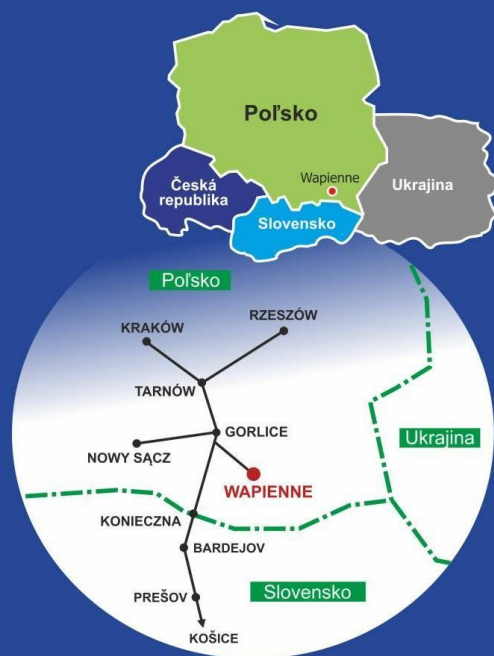 Poľsko
Wapienne
Česká
republika
Ukrajina
Slovensko
Poľsko
RZESZÓW
KRAKÓW
TARNÓW
GORLICE
Ukrajina
NOWY SĄCZ
WAPIENNE
KONIECZNA
BARDEJOV
Slovensko
PREŠOV
KOŠICE